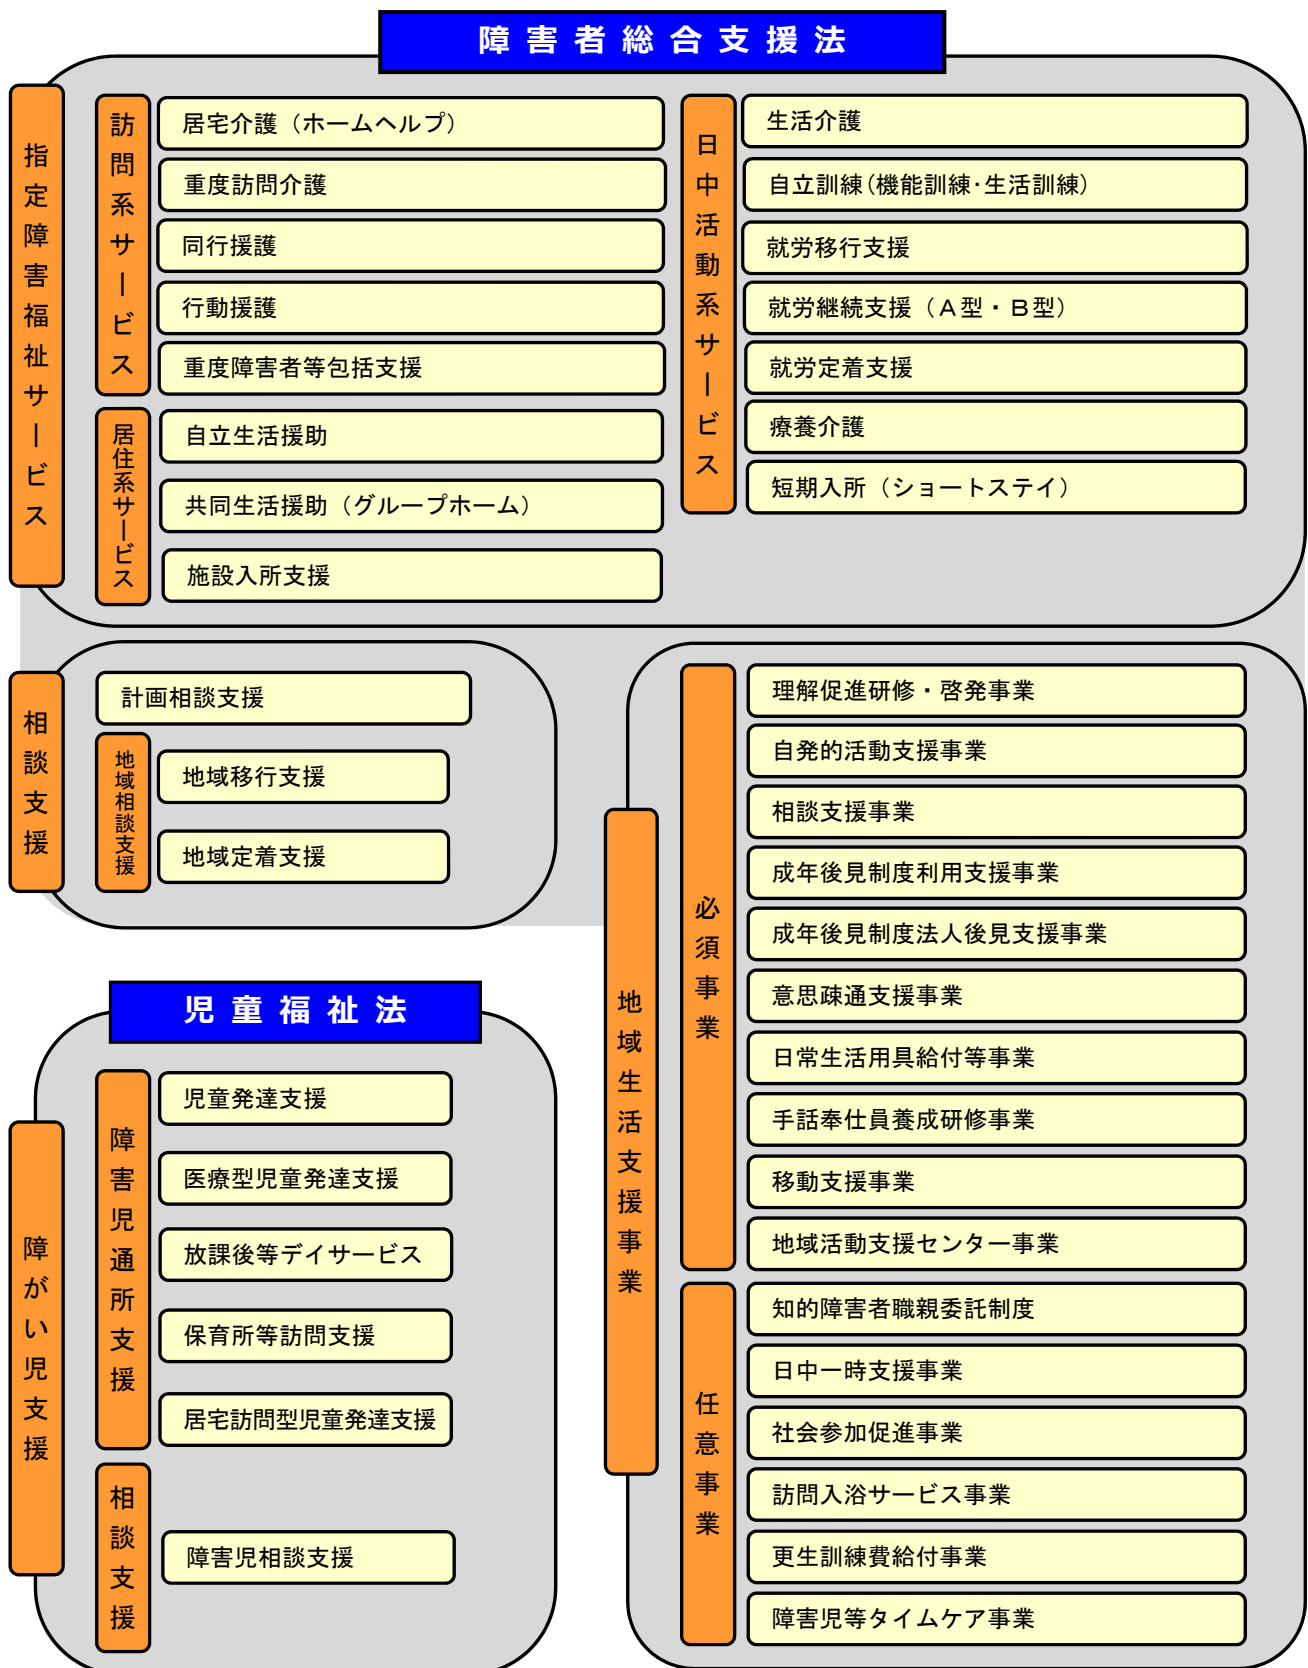 障害者総合支援法
指定障害福祉サービス
訪問系サービス
居宅介護（ホームヘルプ）
重度訪問介護
同行援護
行動援護
重度障害者等包括支援
居住系サービス
自立生活援助
共同生活援助（グループホーム）
施設入所支援
日中活動系サービス
生活介護
自立訓練（機能訓練・生活訓練）
就労移行支援
就労継続支援（Ａ型・Ｂ型）
就労定着支援
療養介護
短期入所（ショートステイ）
相談支援
計画相談支援
地域相談支援
地域移行支援
地域定着支援
児童福祉法
障がい児支援
障害児通所支援
児童発達支援
医療型児童発達支援
放課後等デイサービス
保育所等訪問支援
居宅訪問型児童発達支援
相談支援
障害児相談支援
地域生活支援事業
必須事業
理解促進研修・啓発事業
自発的活動支援事業
相談支援事業
成年後見制度利用支援事業
成年後見制度法人後見支援事業
意思疎通支援事業
日常生活用具給付等事業
手話奉仕員養成研修事業
移動支援事業
地域活動支援センター事業
任意事業
知的障害者職親委託制度
日中一時支援事業
社会参加促進事業
訪問入浴サービス事業
更生訓練費給付事業
障害児等タイムケア事業